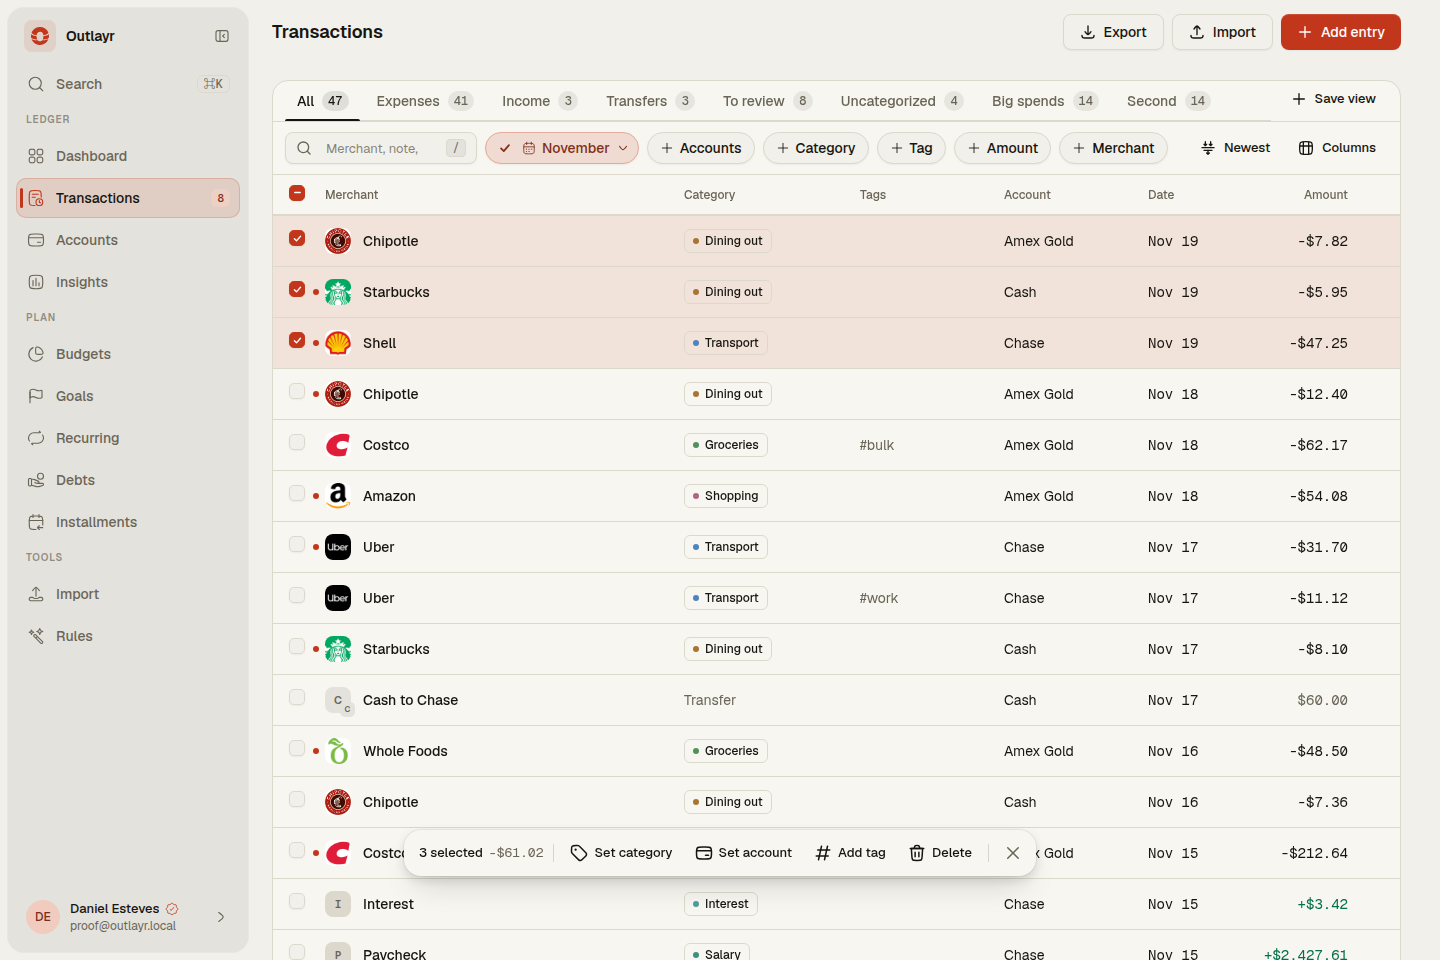 Outlayr
Search ⌘K
LEDGER
Dashboard
Transactions 8
Accounts
Insights
PLAN
Budgets
Goals
Recurring
Debts
Installments
TOOLS
Import
Rules
DE Daniel Esteves
proof@outlayr.local
Transactions
Export Import Add entry
All 47 Expenses 41 Income 3 Transfers 3 To review 8 Uncategorized 4 Big spends 14 Second 14 Save view
Merchant, note, / November Accounts Category Tag Amount Merchant Newest Columns
Merchant Category Tags Account Date Amount
Chipotle Dining out Amex Gold Nov 19 -$7.82
Starbucks Dining out Cash Nov 19 -$5.95
Shell Transport Chase Nov 19 -$47.25
Chipotle Dining out Amex Gold Nov 18 -$12.40
Costco Groceries #bulk Amex Gold Nov 18 -$62.17
a Amazon Shopping Amex Gold Nov 18 -$54.08
Uber Uber Transport Chase Nov 17 -$31.70
Uber Uber Transport #work Chase Nov 17 -$11.12
Starbucks Dining out Cash Nov 17 -$8.10
C C Cash to Chase Transfer Cash Nov 17 $60.00
Whole Foods Groceries Amex Gold Nov 16 -$48.50
Chipotle Dining out Cash Nov 16 -$7.36
Gold Nov 15 -$212.64
3 selected -$61.02 Set category Set account Add tag Delete
I Interest Interest Chase Nov 15 +$3.42
P Paycheck Salary Chase Nov 15 +$2,427.61